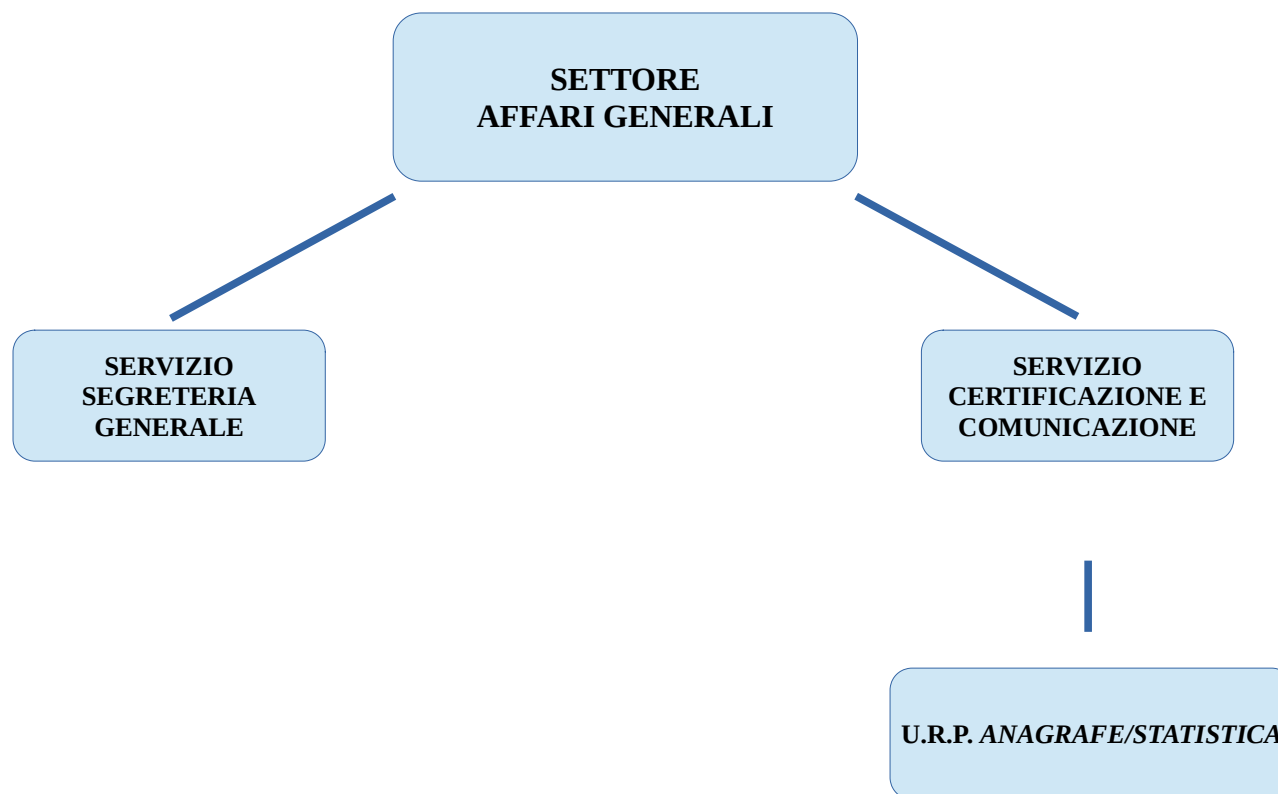 SETTORE
AFFARI GENERALI
SERVIZIO
SEGRETERIA
GENERALE
SERVIZIO
CERTIFICAZIONE E
COMUNICAZIONE
U.R.P. ANAGRAFE/STATISTICA